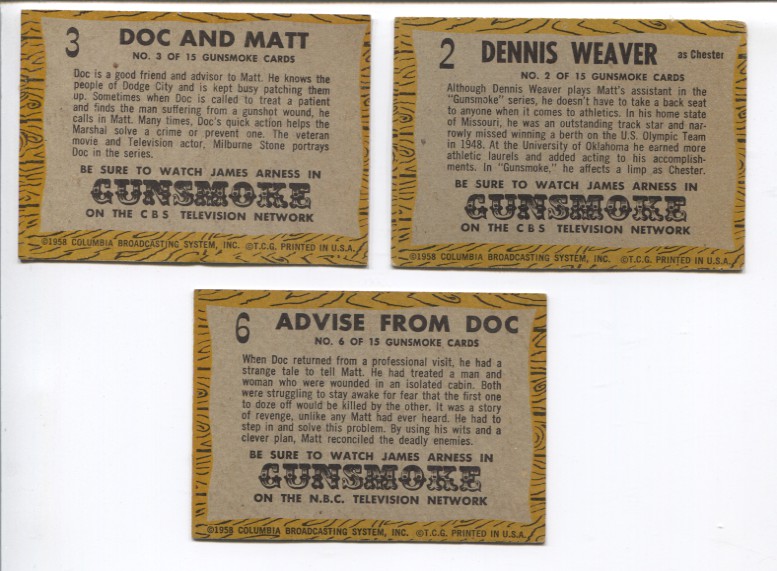 3 DOC AND MATT
NO. 3 OF 15 GUNSMOKE CARDS
Doc is a good friend and advisor to Matt. He knows the
people of Dodge City and is kept busy patching them
up. Sometimes when Doc is called to treat a patient
and finds the man suffering from a gunshot wound, he
calls in Matt. Many times, Doc's quick action helps the
Marshal solve a crime or prevent one. The veteran
movie and Television actor, Milburne Stone portrays
Doc in the series.
BE SURE TO WATCH JAMES ARNESS IN
GUNSMOKE
ON THE CBS TELEVISION NETWORK
©1958 COLUMBIA BROADCASTING SYSTEM, INC. ©T.C.G. PRINTED IN U.S.A.
2 DENNIS WEAVER as Chester
NO. 2 OF 15 GUNSMOKE CARDS
Although Dennis Weaver plays Matt's assistant in the
"Gunsmoke" series, he doesn't have to take a back seat
to anyone when it comes to athletics. In his home state
of Missouri, he was an outstanding track star and nar-
rowly missed winning a berth on the U.S. Olympic Team
in 1948. At the University of Oklahoma he earned more
athletic laurels and added acting to his accomplish-
ments. In "Gunsmoke," he affects a limp as Chester.
BE SURE TO WATCH JAMES ARNESS IN
GUNSMOKE
ON THE CBS TELEVISION NETWORK
©1958 COLUMBIA BROADCASTING SYSTEM, INC. ©T.C.G. PRINTED IN U.S.A.
6 ADVISE FROM DOC
NO. 6 OF 15 GUNSMOKE CARDS
When Doc returned from a professional visit, he had a
strange tale to tell Matt. He had treated a man and
woman who were wounded in an isolated cabin. Both
were struggling to stay awake for fear that the first one
to doze off would be killed by the other. It was a story
of revenge, unlike any Matt had ever heard. He had to
step in and solve this problem. By using his wits and a
clever plan, Matt reconciled the deadly enemies.
BE SURE TO WATCH JAMES ARNESS IN
GUNSMOKE
ON THE N.B.C. TELEVISION NETWORK
©1958 COLUMBIA BROADCASTING SYSTEM, INC. ©T.C.G. PRINTED IN U.S.A.